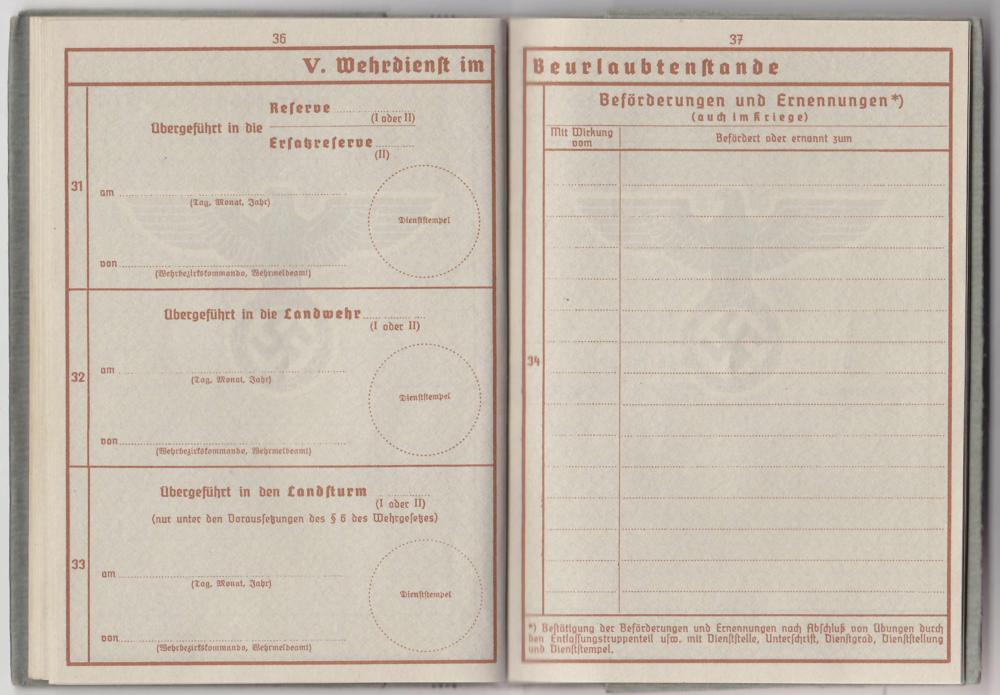 36
V. Wehrdienst im
31
Reserve
(I oder II)
Übergeführt in die
Ersatzreserve
(II)
am
(Tag, Monat, Jahr)
Dienststempel
von
(Wehrbezirkskommando, Wehrmeldeamt)
32
Übergeführt in die Landwehr
(I oder II)
am
(Tag, Monat, Jahr)
Dienststempel
von
(Wehrbezirkskommando, Wehrmeldeamt)
33
Übergeführt in den Landsturm
(I oder II)
(nur unter den Voraussetzungen des § 6 des Wehrgesetzes)
am
(Tag, Monat, Jahr)
Dienststempel
von
(Wehrbezirkskommando, Wehrmeldeamt)
37
Beurlaubtenstande
34
Beförderungen und Ernennungen*)
(auch im Kriege)
Mit Wirkung
vom
Befördert oder ernannt zum
*) Bestätigung der Beförderungen und Ernennungen nach Abschluß von Übungen durch
den Entlassungstruppenteil usw. mit Dienststelle, Unterschrift, Dienstgrad, Dienststellung
und Dienststempel.